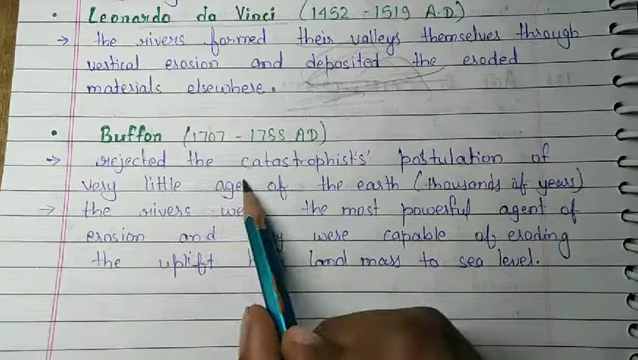 • Leonardo da Vinci (1452 - 1519 A.D)
→ the rivers formed their valleys themselves through
vertical erosion and deposited the eroded
materials elsewhere.
• Buffon (1707 - 1788 AD)
→ rejected the catastrophists' postulation of
very little age of the earth (thousands of years)
→ the rivers we the most powerful agent of
erosion and were capable of eroding
the uplift land mass to sea level.